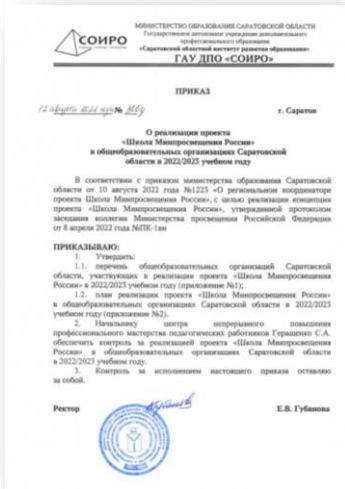 СОИРО
МИНИСТЕРСТВО ОБРАЗОВАНИЯ САРАТОВСКОЙ ОБЛАСТИ
Государственное автономное учреждение дополнительного
профессионального образования
«Саратовский областной институт развития образования»
ГАУ ДПО «СОИРО»
ПРИКАЗ
12 августа 2022 года №
г. Саратов
О реализации проекта
«Школа Минпросвещения России»
в общеобразовательных организациях Саратовской
области в 2022/2023 учебном году
В соответствии с приказом министерства образования Саратовской
области от 10 августа 2022 года №1225 «О региональном координаторе
проекта Школа Минпросвещения России», с целью реализации концепции
проекта «Школа Минпросвещения России», утвержденной протоколом
заседания коллегии Министерства просвещения Российской Федерации
от 8 апреля 2022 года №ПК-1вн
ПРИКАЗЫВАЮ:
1. Утвердить:
1.1. перечень общеобразовательных организаций Саратовской
области, участвующих в реализации проекта «Школа Минпросвещения
России» в 2022/2023 учебном году (приложение №1);
1.2. план реализации проекта «Школа Минпросвещения России»
в общеобразовательных организациях Саратовской области в 2022/2023
учебном году (приложение №2).
2. Начальнику центра непрерывного повышения
профессионального мастерства педагогических работников Геращенко С.А.
обеспечить контроль за реализацией проекта «Школа Минпросвещения
России» в общеобразовательных организациях Саратовской области
в 2022/2023 учебном году.
3. Контроль за исполнением настоящего приказа оставляю
за собой.
Ректор
Е.В. Губанова